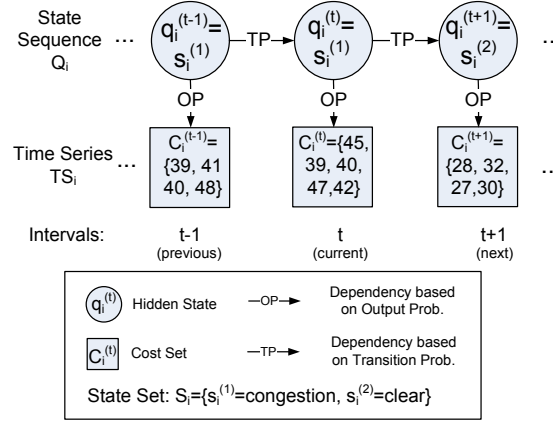 State
Sequence
Qi
...
qi(t-1)=
si(1)
TP
qi(t)=
si(1)
TP
qi(t+1)=
si(2)
...
OP
OP
OP
Time Series
TSi
...
Ci(t-1)=
{39, 41
40, 48}
Ci(t)={45,
39, 40,
47,42}
Ci(t+1)=
{28, 32,
27,30}
...
Intervals:
t-1
(previous)
t
(current)
t+1
(next)
qi(t)
Hidden State
OP
Dependency based
on Output Prob.
Ci(t)
Cost Set
TP
Dependency based
on Transition Prob.
State Set: Si={si(1)=congestion, si(2)=clear}